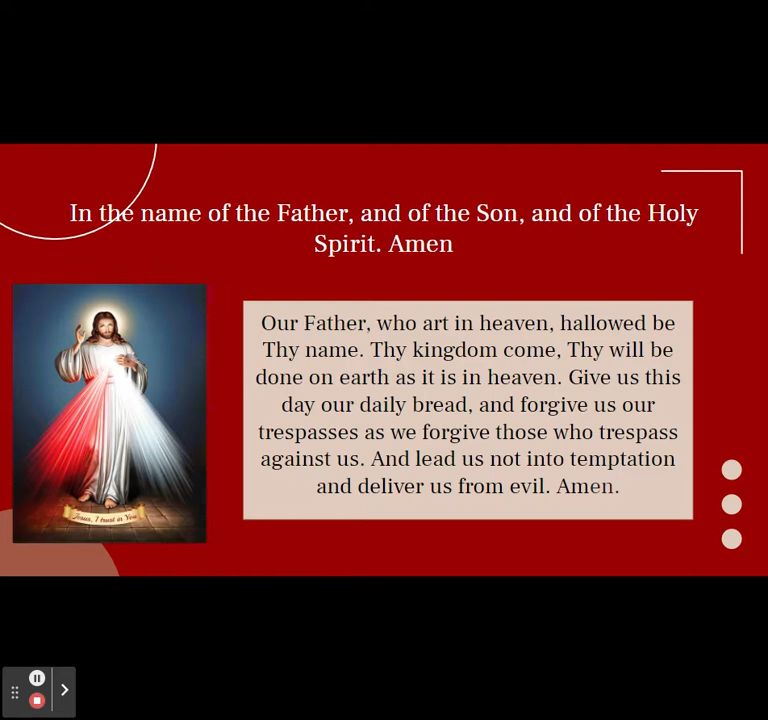 In the name of the Father, and of the Son, and of the Holy
Spirit. Amen
Our Father, who art in heaven, hallowed be
Thy name. Thy kingdom come, Thy will be
done on earth as it is in heaven. Give us this
day our daily bread, and forgive us our
trespasses as we forgive those who trespass
against us. And lead us not into temptation
and deliver us from evil. Amen.
Jesus, I trust in You